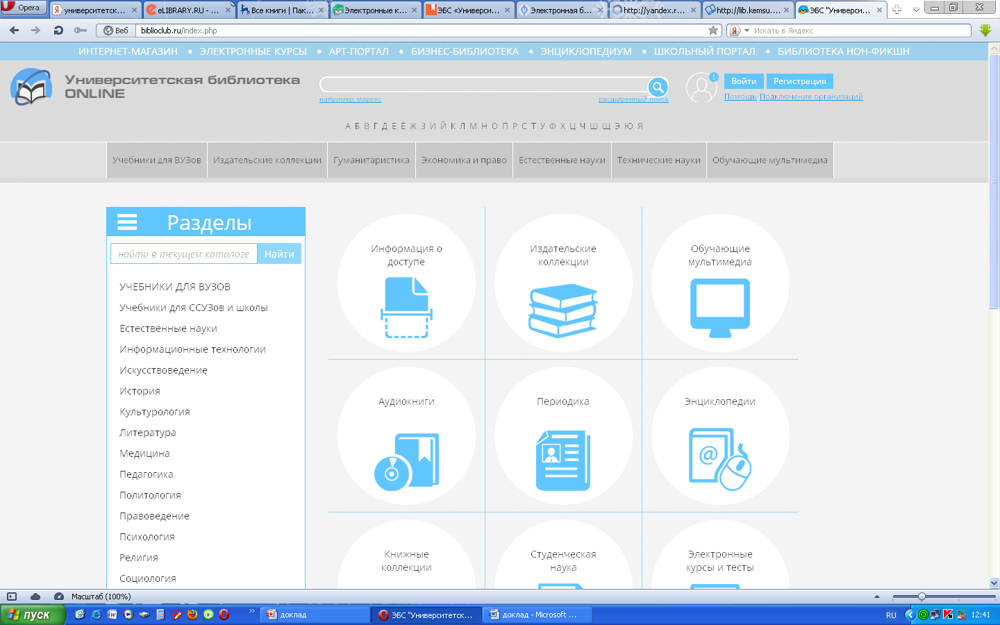 Opera
университетск...
eLIBRARY.RU - ...
Все книги | Пак...
Электронные к...
ЭБС «Универси...
Электронная б...
http://yandex.r...
http://lib.kemsu....
ЭБС "Универси...
Веб
biblioclub.ru/index.php
Искать в Яндекс
ИНТЕРНЕТ-МАГАЗИН • ЭЛЕКТРОННЫЕ КУРСЫ • АРТ-ПОРТАЛ • БИЗНЕС-БИБЛИОТЕКА • ЭНЦИКЛОПЕДИУМ • ШКОЛЬНЫЙ ПОРТАЛ • БИБЛИОТЕКА НОН-ФИКШН
Университетская библиотека
ONLINE
например, маркес
расширенный поиск
!
Войти
Регистрация
Помощь Подключение организаций
А Б В Г Д Е Ё Ж З И Й К Л М Н О П Р С Т У Ф Х Ц Ч Ш Щ Э Ю Я
Учебники для ВУЗов
Издательские коллекции
Гуманитаристика
Экономика и право
Естественные науки
Технические науки
Обучающие мультимедиа
Разделы
найти в текущем каталоге
Найти
УЧЕБНИКИ ДЛЯ ВУЗОВ
Учебники для ССУЗов и школы
Естественные науки
Информационные технологии
Искусствоведение
История
Культурология
Литература
Медицина
Педагогика
Политология
Правоведение
Психология
Религия
Социология
Информация о
доступе
Издательские
коллекции
Обучающие
мультимедиа
Аудиокниги
Периодика
Энциклопедии
@
Книжные
коллекции
Студенческая
наука
Электронные
курсы и тесты
Масштаб (100%)
пуск
доклад
ЭБС "Университетск...
доклад - Microsoft ...
RU
12:41